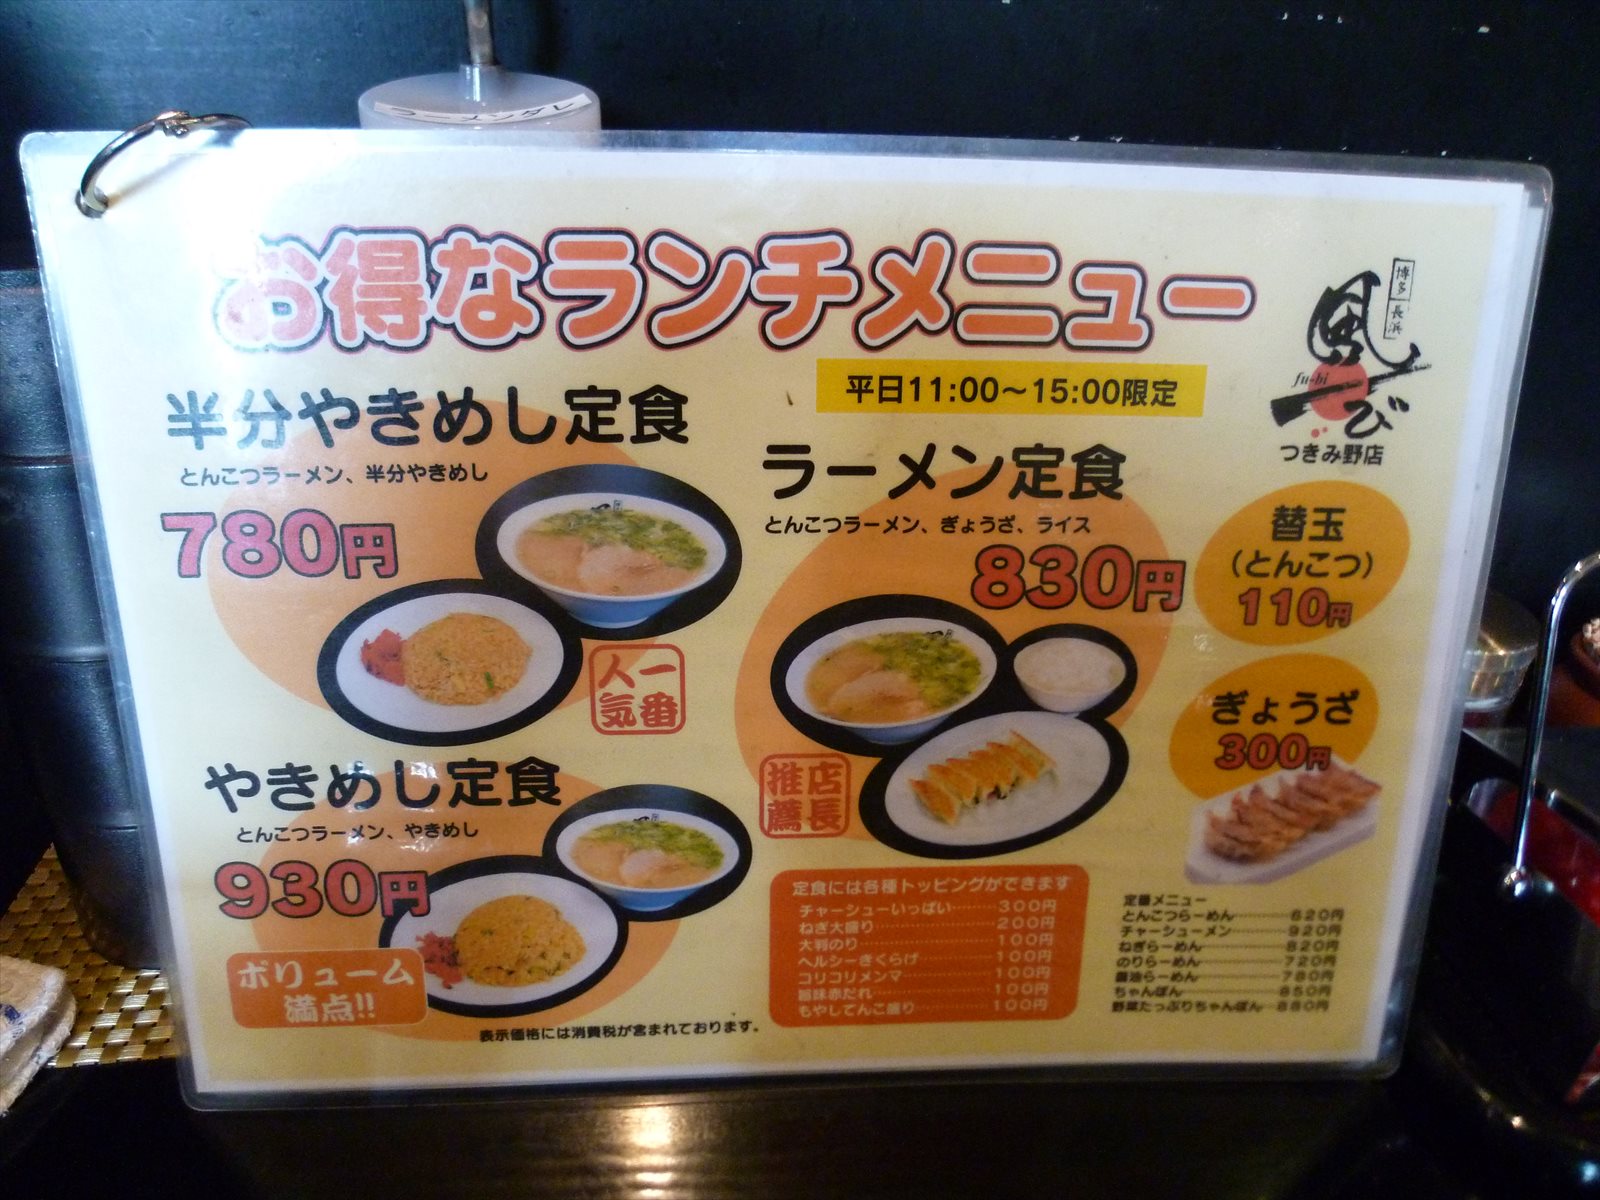 ラーメンダレ
お得なランチメニュー
博多 長浜
風び
fu-bi
つきみ野店
平日11:00～15:00限定
半分やきめし定食
とんこつラーメン、半分やきめし
780円
人気一番
ラーメン定食
とんこつラーメン、ぎょうざ、ライス
830円
店長推薦
替玉
(とんこつ)
110円
ぎょうざ
300円
やきめし定食
とんこつラーメン、やきめし
930円
ボリューム
満点!!
定食には各種トッピングができます
チャーシューいっぱい………300円
ねぎ大盛り………………200円
大判のり…………………100円
ヘルシーきくらげ…………100円
コリコリメンマ……………100円
旨味赤だれ………………100円
もやしてんこ盛り…………100円
定番メニュー
とんこつらーめん………620円
チャーシューメン………920円
ねぎらーめん……………820円
のりらーめん……………720円
醤油らーめん……………780円
ちゃんぽん………………850円
野菜たっぷりちゃんぽん…880円
表示価格には消費税が含まれております。